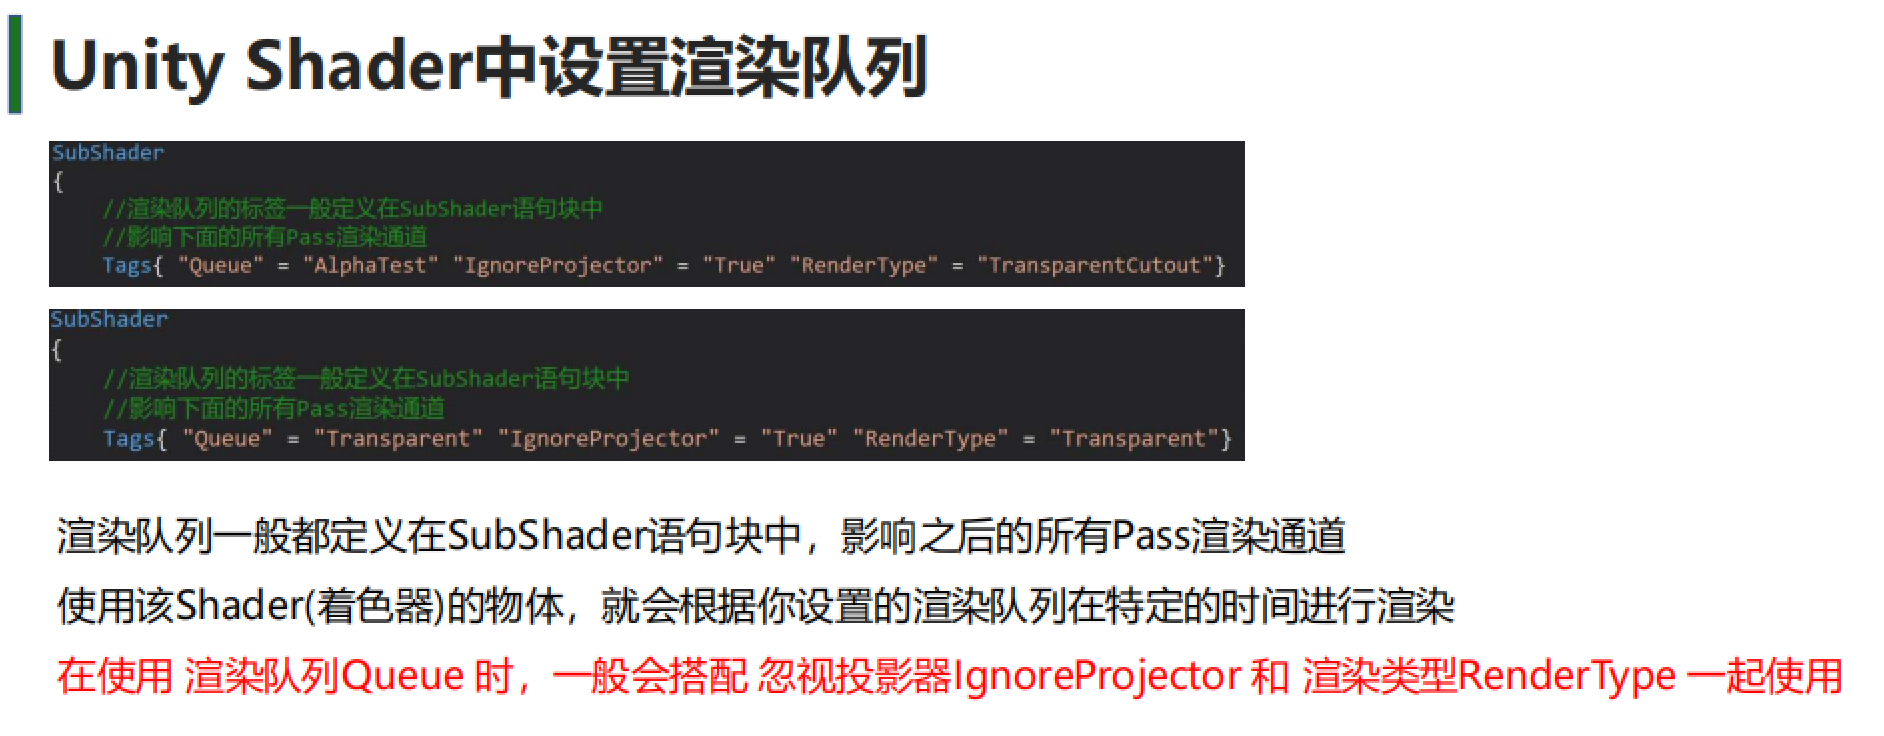 Unity Shader中设置渲染队列
SubShader
{
//渲染队列的标签一般定义在SubShader语句块中
//影响下面的所有Pass渲染通道
Tags{ "Queue" = "AlphaTest" "IgnoreProjector" = "True" "RenderType" = "TransparentCutout"}
SubShader
{
//渲染队列的标签一般定义在SubShader语句块中
//影响下面的所有Pass渲染通道
Tags{ "Queue" = "Transparent" "IgnoreProjector" = "True" "RenderType" = "Transparent"}
渲染队列一般都定义在SubShader语句块中，影响之后的所有Pass渲染通道
使用该Shader(着色器)的物体，就会根据你设置的渲染队列在特定的时间进行渲染
在使用 渲染队列Queue 时，一般会搭配 忽视投影器IgnoreProjector 和 渲染类型RenderType 一起使用